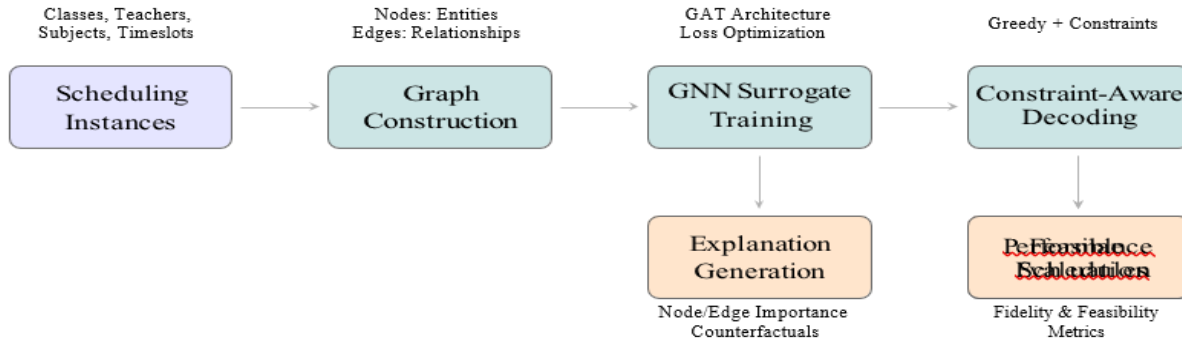 Classes, Teachers,
Subjects, Timeslots
Nodes: Entities
Edges: Relationships
GAT Architecture
Loss Optimization
Greedy + Constraints
Scheduling
Instances
Graph
Construction
GNN Surrogate
Training
Constraint-Aware
Decoding
Explanation
Generation
Node/Edge Importance
Counterfactuals
Fidelity & Feasibility
Metrics